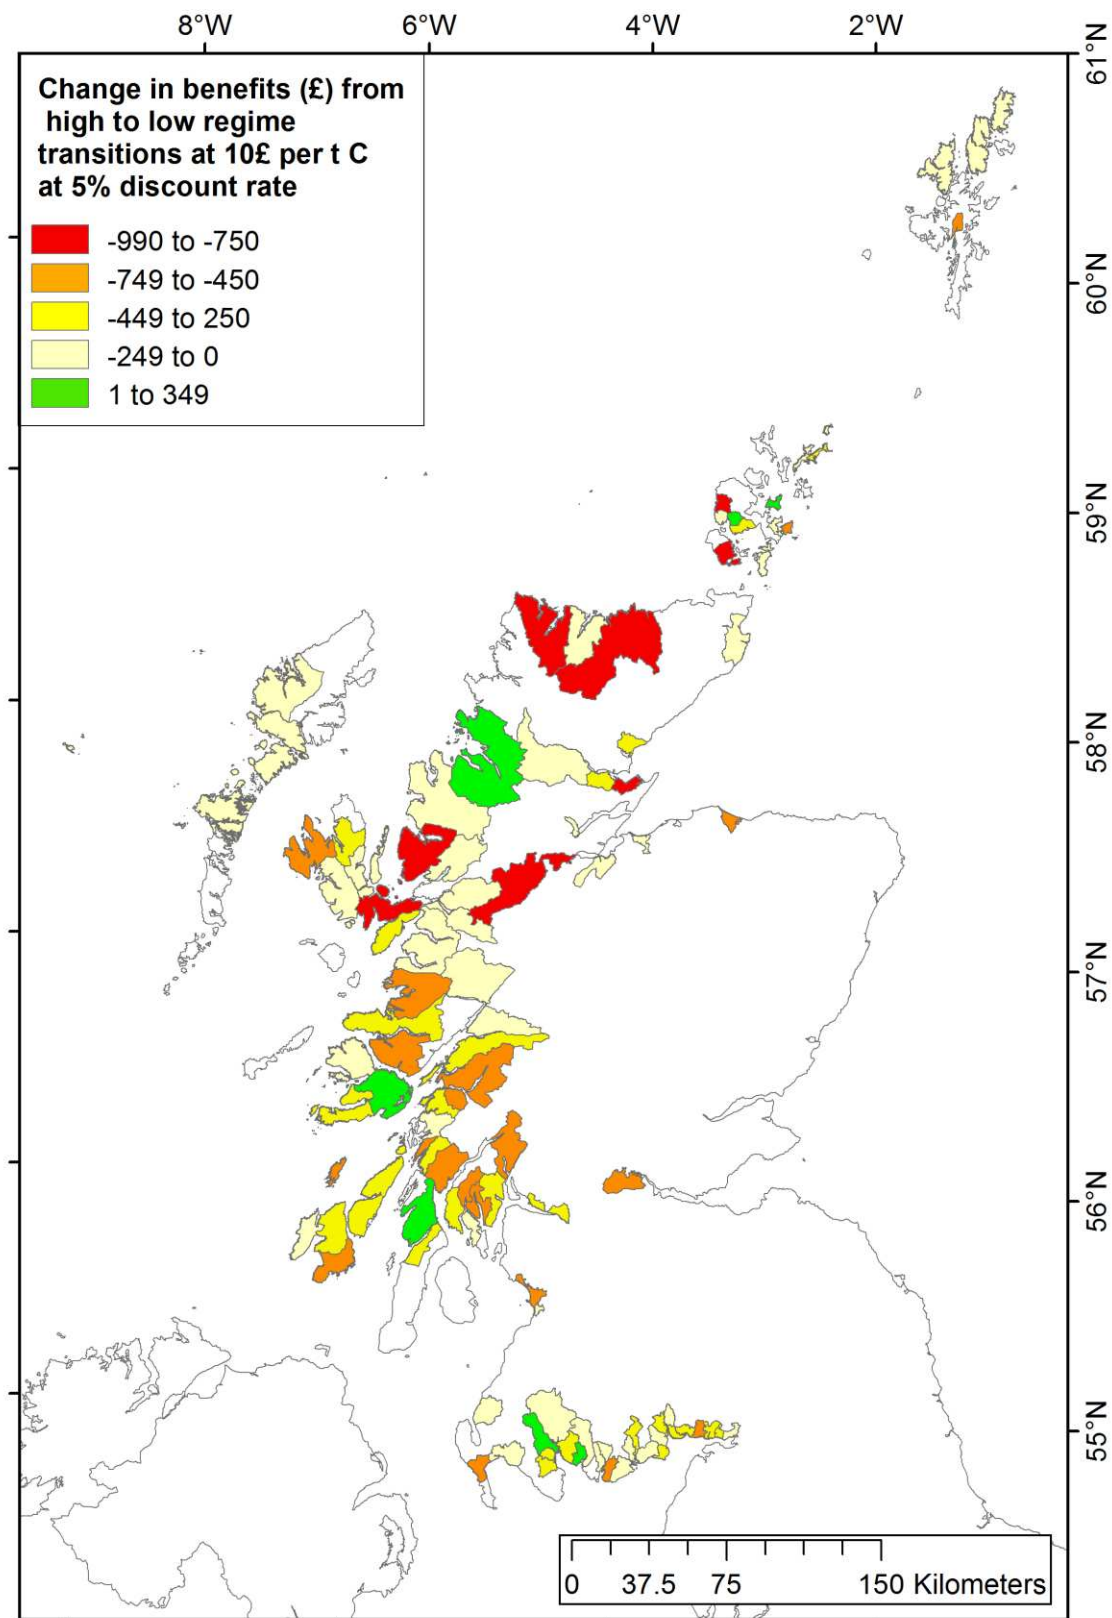 8°W 6°W 4°W 2°W
Change in benefits (£) from
high to low regime
transitions at 10£ per t C
at 5% discount rate
-990 to -750
-749 to -450
-449 to 250
-249 to 0
1 to 349
61°N
60°N
59°N
58°N
57°N
56°N
55°N
0 37.5 75 150 Kilometers